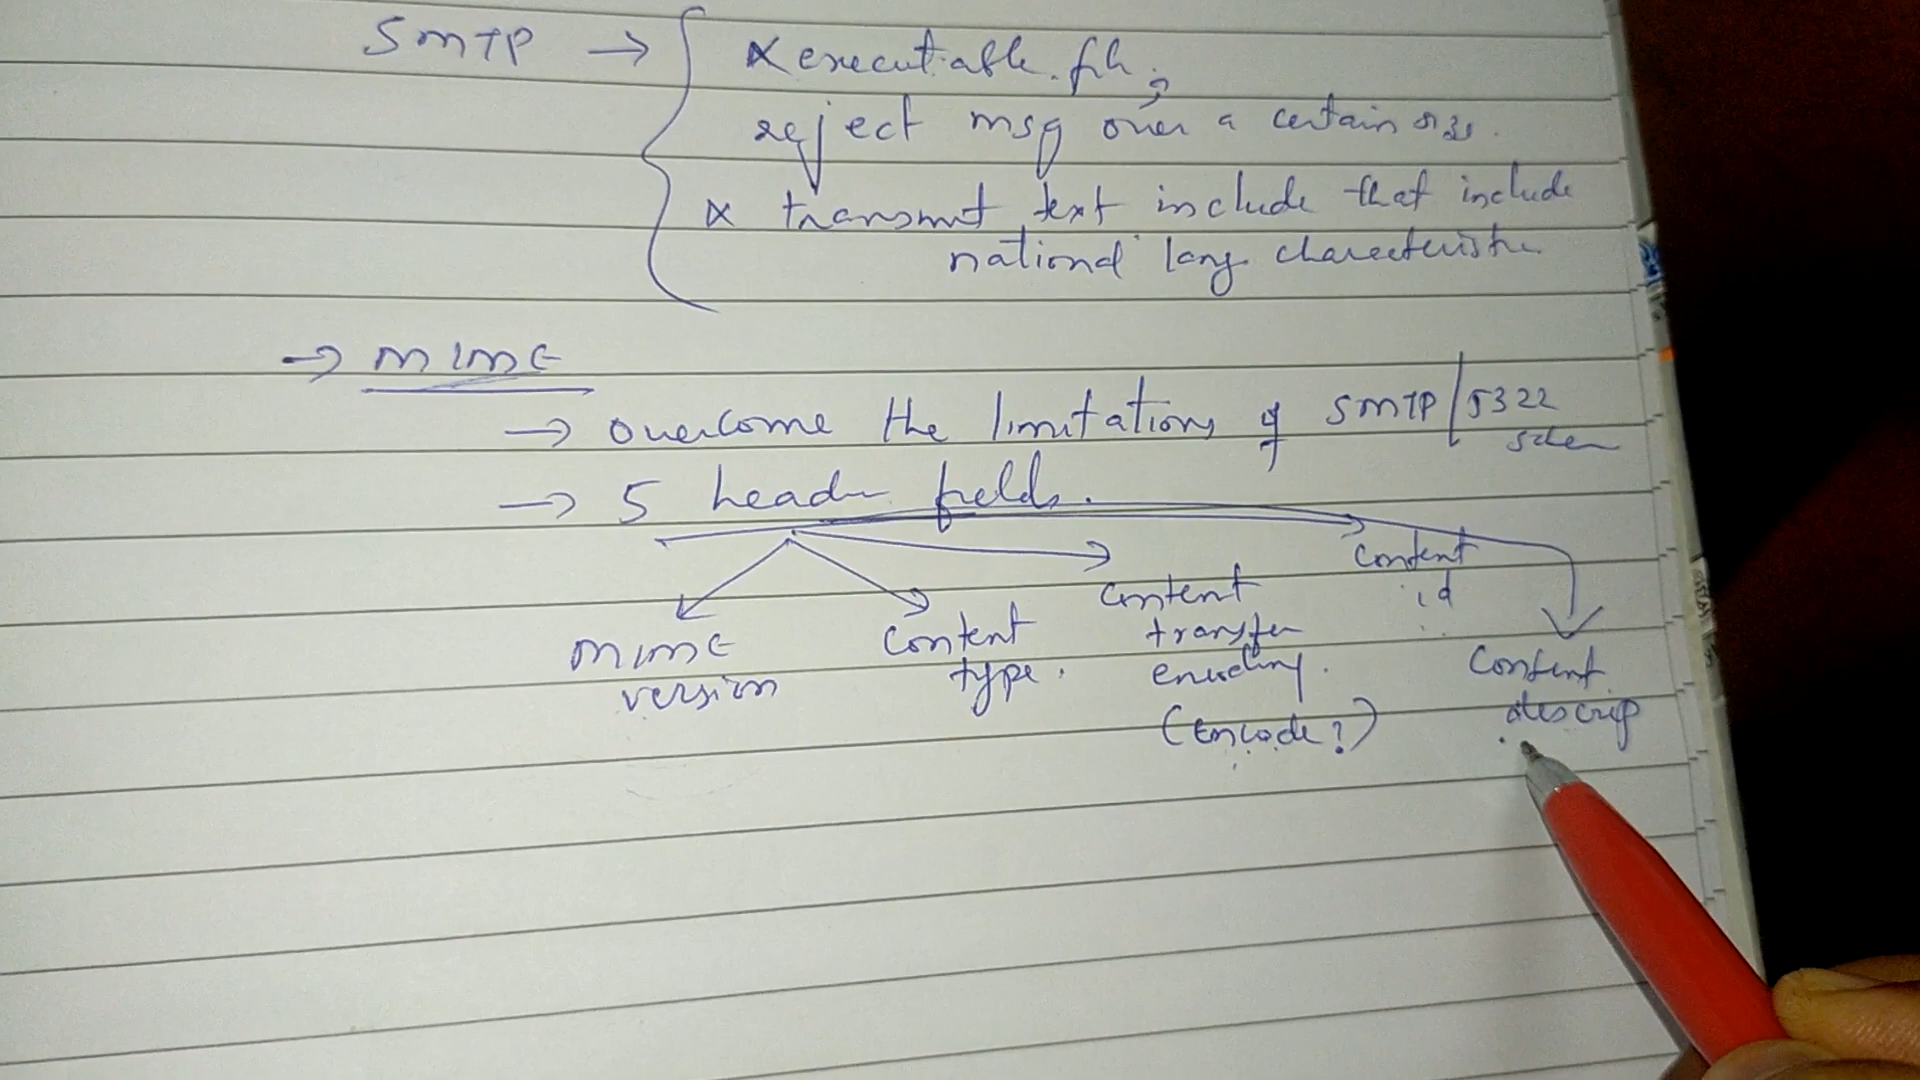 SMTP → x executable file,
reject msg over a certain size.
x transmit text include that include
national lang. charecteristic
→ MIME
→ overcome the limitations of SMTP/5322
→ 5 header fields.
MIME
version
Content
type.
Content
transfer
encoding.
(Encode?)
Content
id
Content
descrip